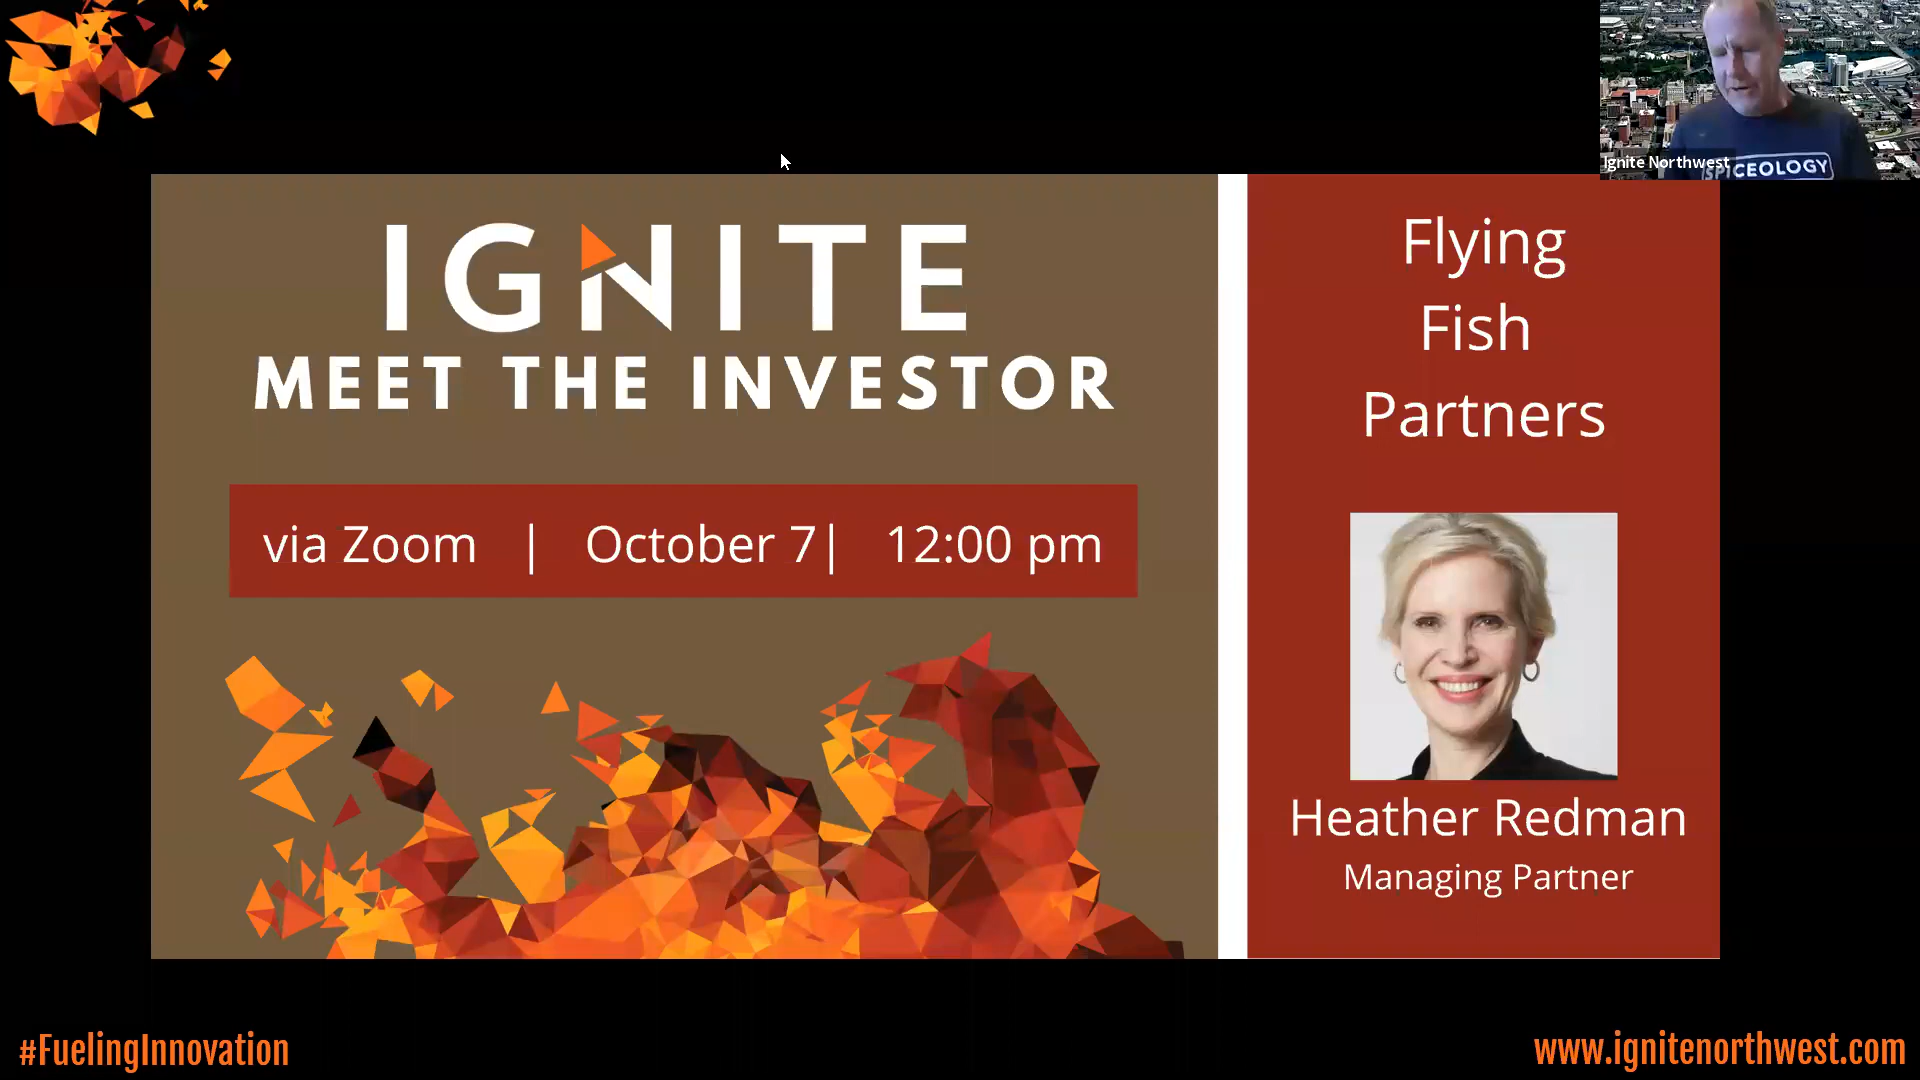 Ignite Northwest
SPICEOLOGY
IGNITE
MEET THE INVESTOR
via Zoom | October 7| 12:00 pm
Flying
Fish
Partners
Heather Redman
Managing Partner
#FuelingInnovation
www.ignitenorthwest.com